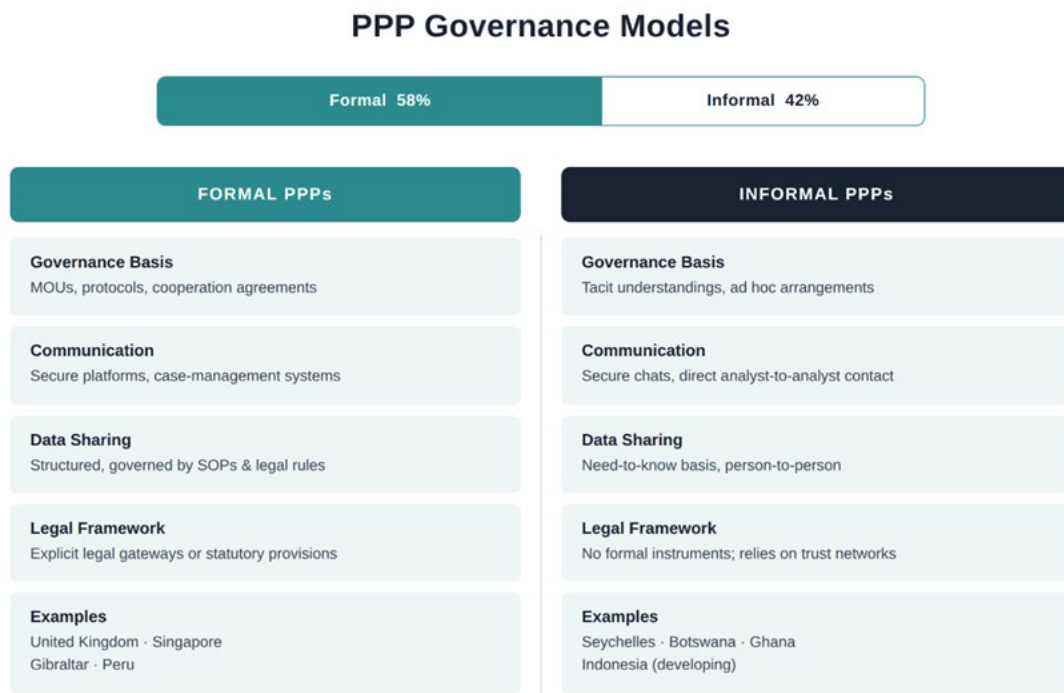 PPP Governance Models
Formal 58%
Informal 42%
FORMAL PPPs
Governance Basis
MOUs, protocols, cooperation agreements
Communication
Secure platforms, case-management systems
Data Sharing
Structured, governed by SOPs & legal rules
Legal Framework
Explicit legal gateways or statutory provisions
Examples
United Kingdom · Singapore
Gibraltar · Peru
INFORMAL PPPs
Governance Basis
Tacit understandings, ad hoc arrangements
Communication
Secure chats, direct analyst-to-analyst contact
Data Sharing
Need-to-know basis, person-to-person
Legal Framework
No formal instruments; relies on trust networks
Examples
Seychelles · Botswana · Ghana
Indonesia (developing)